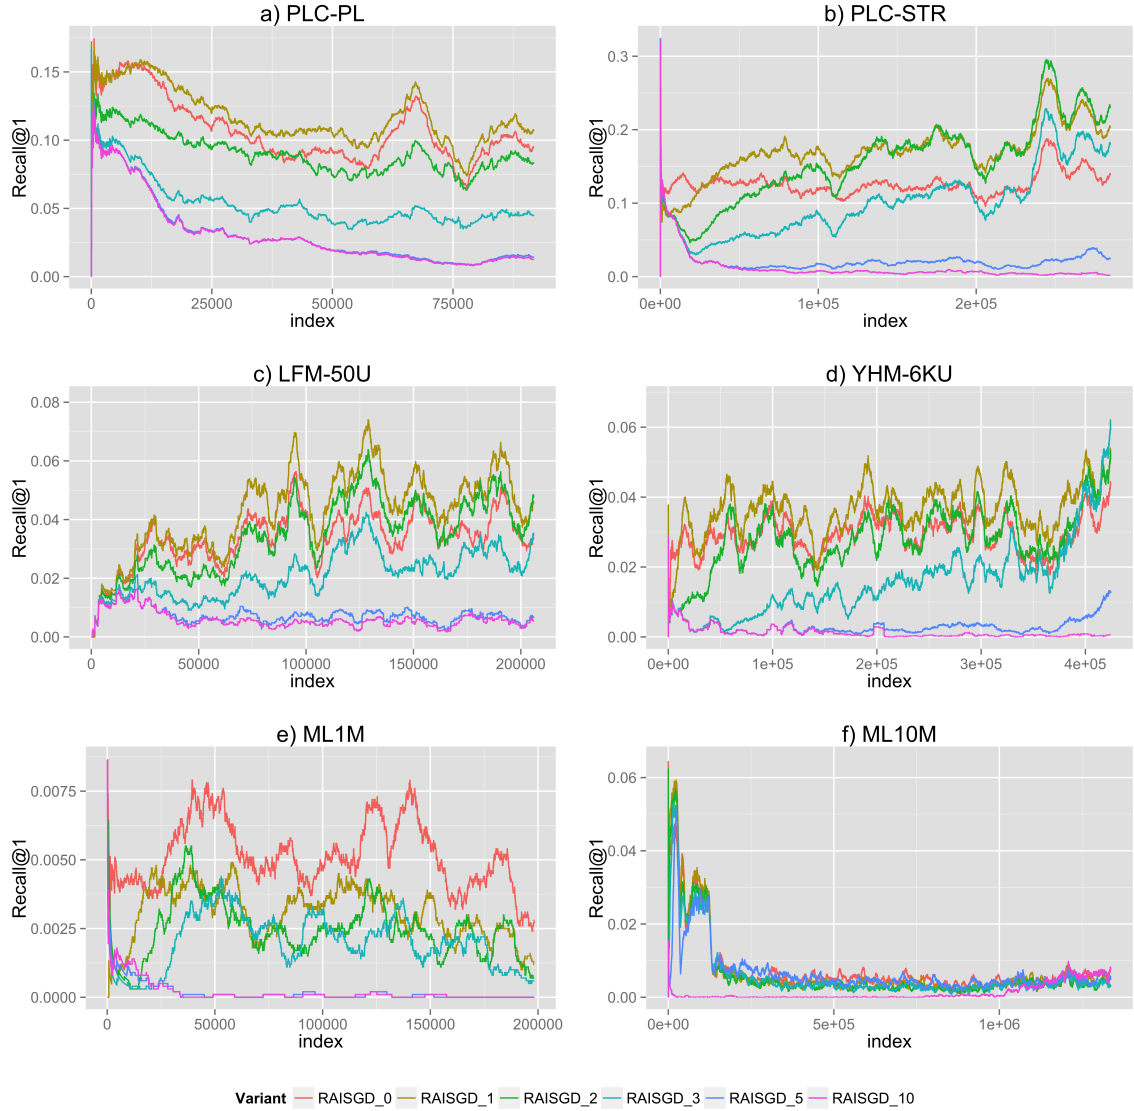 a) PLC-PL
b) PLC-STR
Recall@1
0.15
0.10
0.05
0.00
0
25000
50000
75000
index
Recall@1
0.3
0.2
0.1
0
0e+00
1e+05
2e+05
index
c) LFM-50U
d) YHM-6KU
Recall@1
0.08
0.06
0.04
0.02
0.00
0
50000
100000
150000
200000
index
Recall@1
0.06
0.04
0.02
0.00
0e+00
1e+05
2e+05
3e+05
4e+05
index
e) ML1M
f) ML10M
Recall@1
0.0075
0.0050
0.0025
0.0000
0
50000
100000
150000
200000
index
Recall@1
0.06
0.04
0.02
0.00
0e+00
5e+05
1e+06
index
Variant RAISGD_0 RAISGD_1 RAISGD_2 RAISGD_3 RAISGD_5 RAISGD_10